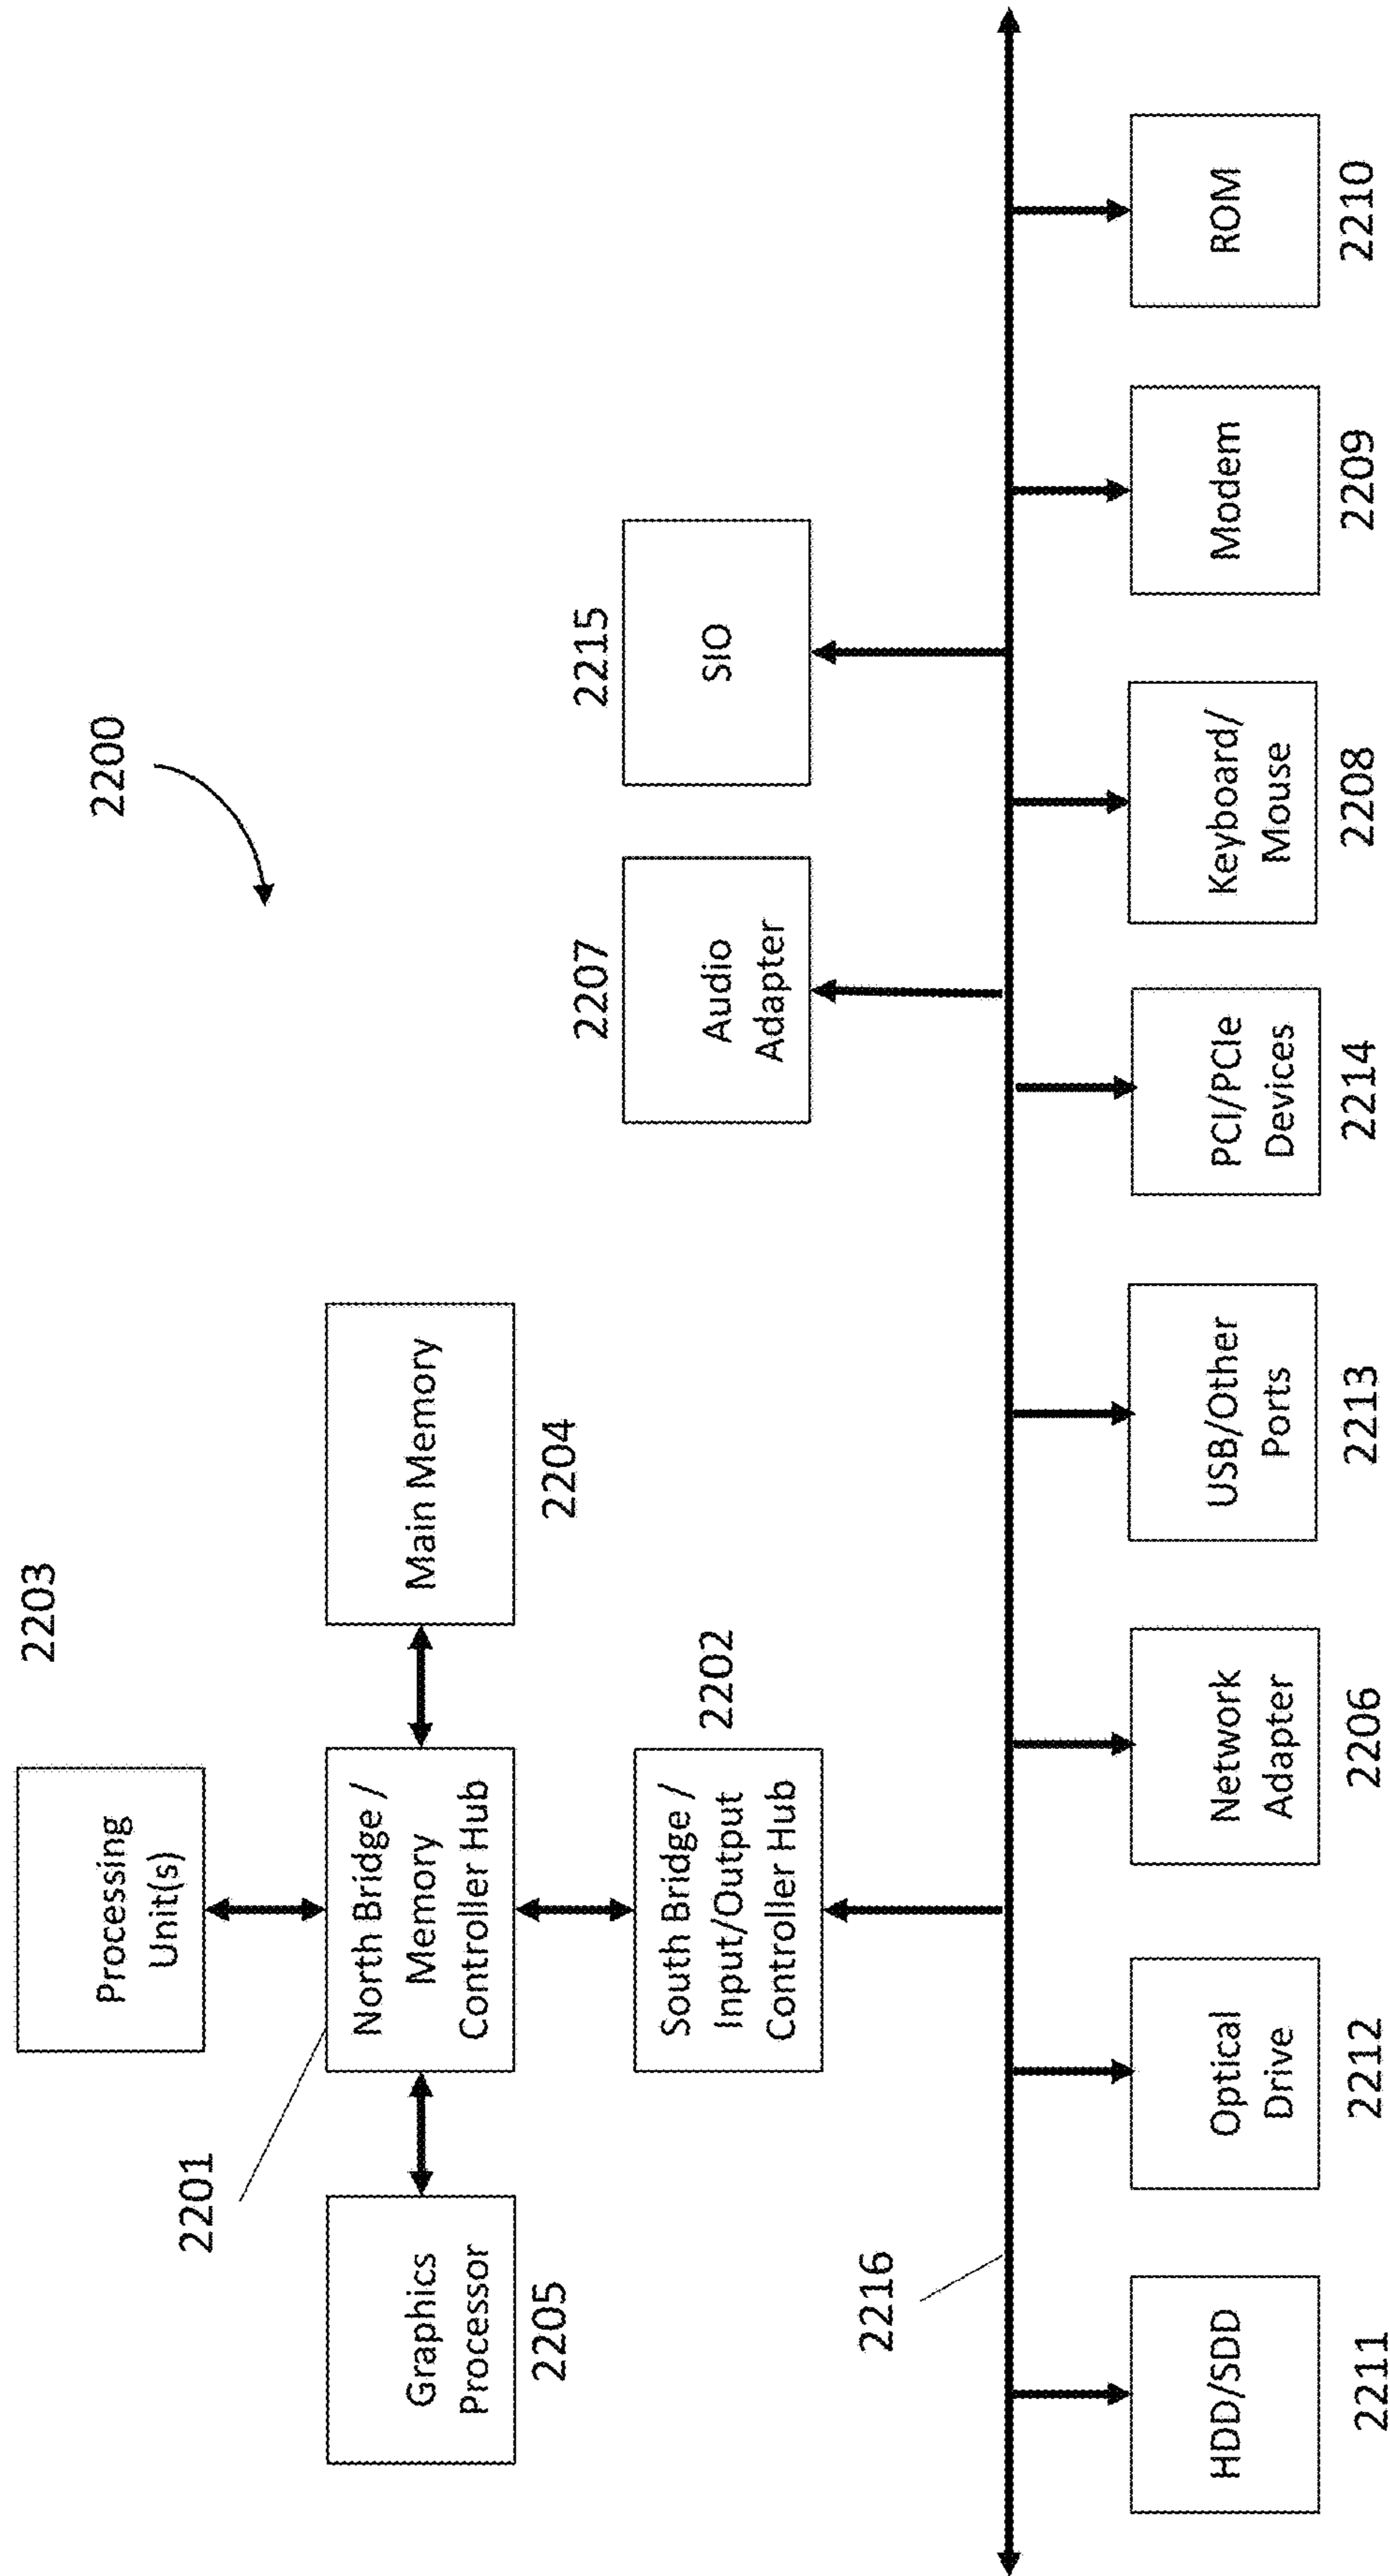 2200
2203
Processing
Unit(s)
2201
Graphics
Processor
2205
North Bridge /
Memory
Controller Hub
Main Memory
2204
South Bridge /
Input/Output
Controller Hub
2202
2207
Audio
Adapter
2215
SIO
2216
HDD/SDD
2211
Optical
Drive
2212
Network
Adapter
2206
USB/Other
Ports
2213
PCI/PCIe
Devices
2214
Keyboard/
Mouse
2208
Modem
2209
ROM
2210